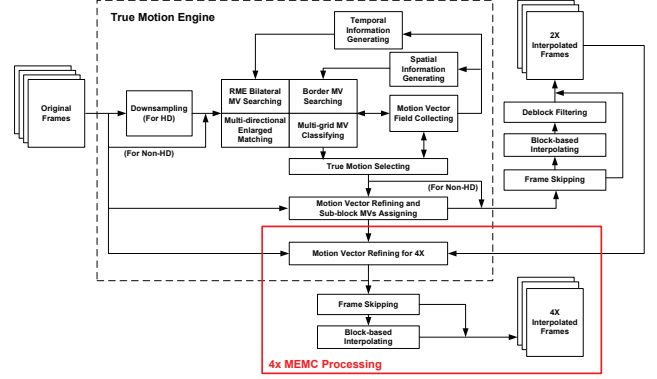 True Motion Engine
Temporal
Information
Generating
Spatial
Information
Generating
2X
Interpolated
Frames
Original
Frames
Downsampling
(For HD)
RME Bilateral
MV Searching
Border MV
Searching
Multi-directional
Enlarged
Matching
Multi-grid MV
Classifying
Motion Vector
Field Collecting
Deblock Filtering
Block-based
Interpolating
Frame Skipping
(For Non-HD)
True Motion Selecting
(For Non-HD)
Motion Vector Refining and
Sub-block MVs Assigning
Motion Vector Refining for 4X
Frame Skipping
Block-based
Interpolating
4X
Interpolated
Frames
4x MEMC Processing